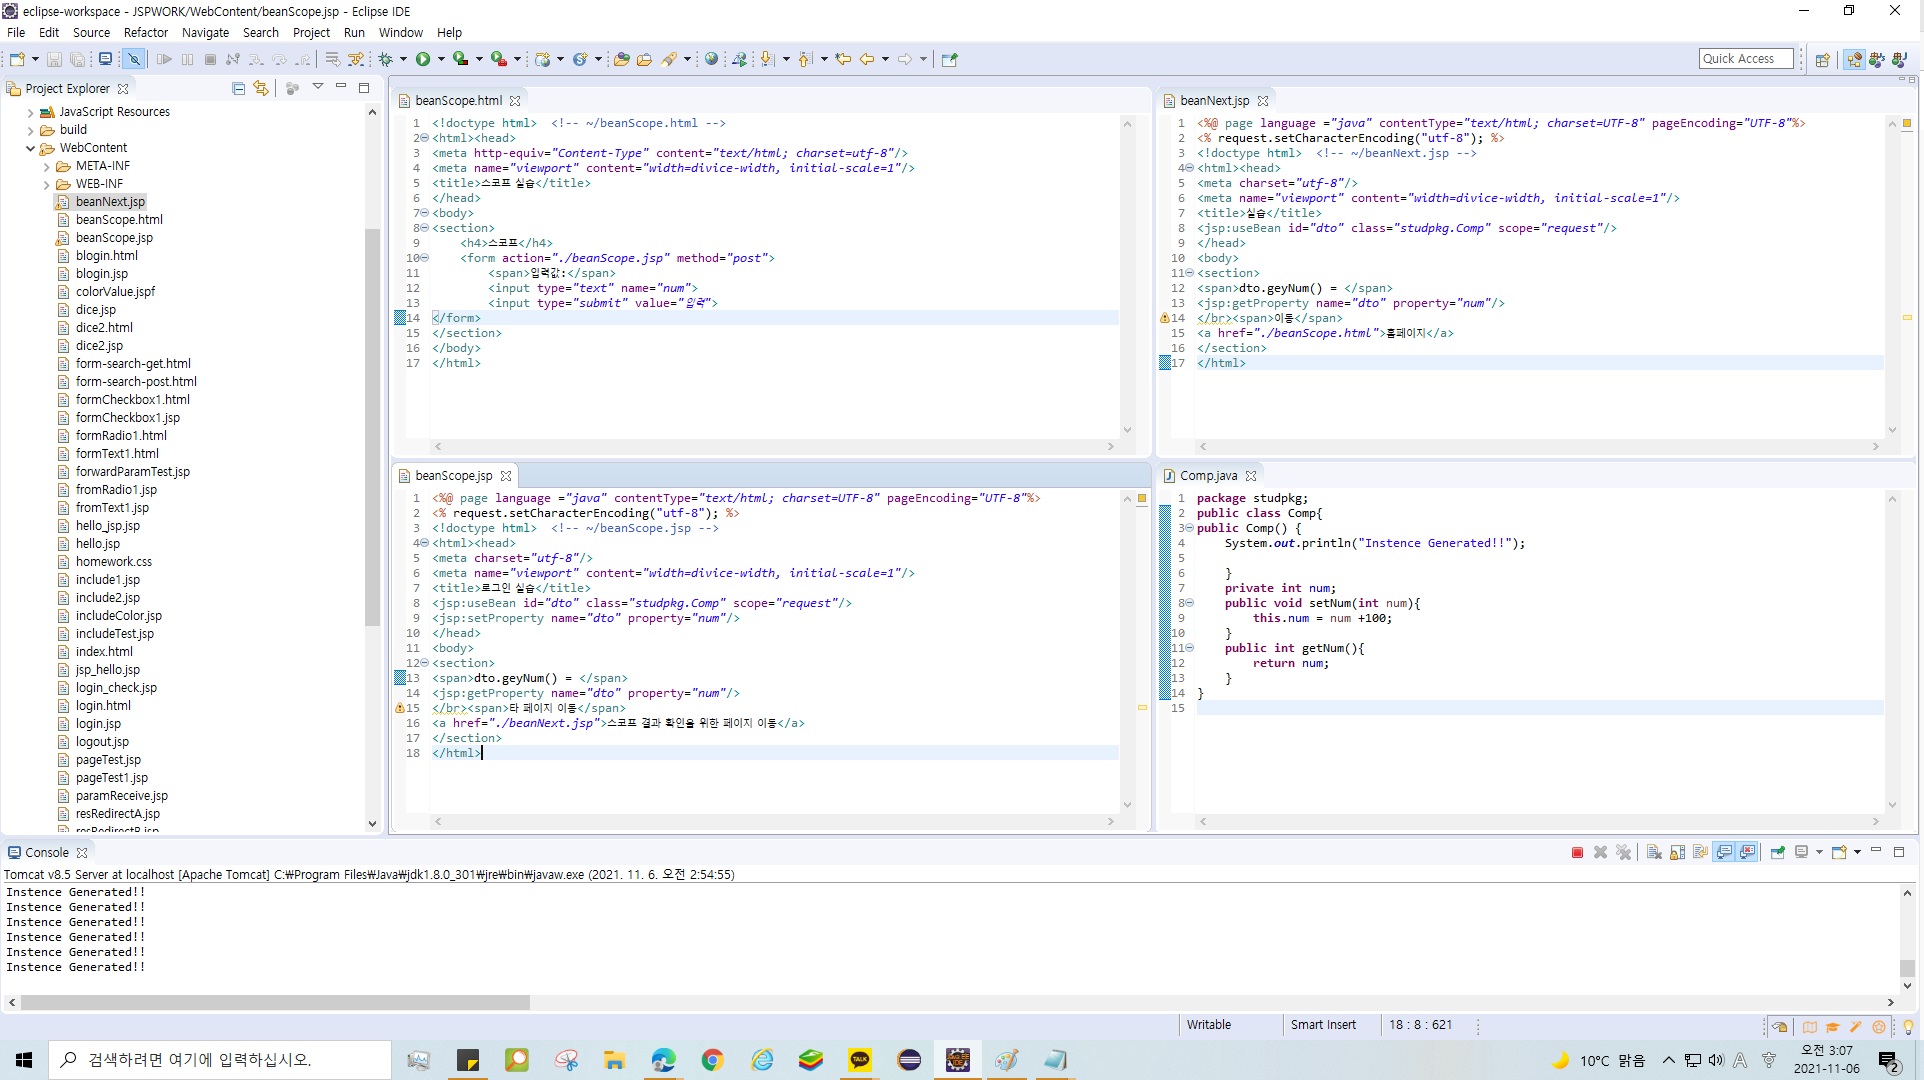 eclipse-workspace - JSPWORK/WebContent/beanScope.jsp - Eclipse IDE
File Edit Source Refactor Navigate Search Project Run Window Help
Quick Access
Project Explorer
JavaScript Resources
build
WebContent
META-INF
WEB-INF
beanNext.jsp
beanScope.html
beanScope.jsp
blogin.html
blogin.jsp
colorValue.jspf
dice.jsp
dice2.html
dice2.jsp
form-search-get.html
form-search-post.html
formCheckbox1.html
formCheckbox1.jsp
formRadio1.html
formText1.html
forwardParamTest.jsp
fromRadio1.jsp
fromText1.jsp
hello_jsp.jsp
hello.jsp
homework.css
include1.jsp
include2.jsp
includeColor.jsp
includeTest.jsp
index.html
jsp_hello.jsp
login_check.jsp
login.html
login.jsp
logout.jsp
pageTest.jsp
pageTest1.jsp
paramReceive.jsp
resRedirectA.jsp
resRedirectB.jsp
beanScope.html
1 <!doctype html>  <!-- ~/beanScope.html -->
2 <html><head>
3 <meta http-equiv="Content-Type" content="text/html; charset=utf-8"/>
4 <meta name="viewport" content="width=divice-width, initial-scale=1"/>
5 <title>스코프 실습</title>
6 </head>
7 <body>
8 <section>
9     <h4>스코프</h4>
10     <form action="./beanScope.jsp" method="post">
11         <span>입력값:</span>
12         <input type="text" name="num">
13         <input type="submit" value="입력">
14 </form>
15 </section>
16 </body>
17 </html>
beanNext.jsp
1 <%@ page language ="java" contentType="text/html; charset=UTF-8" pageEncoding="UTF-8"%>
2 <% request.setCharacterEncoding("utf-8"); %>
3 <!doctype html>  <!-- ~/beanNext.jsp -->
4 <html><head>
5 <meta charset="utf-8"/>
6 <meta name="viewport" content="width=divice-width, initial-scale=1"/>
7 <title>실습</title>
8 <jsp:useBean id="dto" class="studpkg.Comp" scope="request"/>
9 </head>
10 <body>
11 <section>
12 <span>dto.geyNum() = </span>
13 <jsp:getProperty name="dto" property="num"/>
14 </br><span>이동</span>
15 <a href="./beanScope.html">홈페이지</a>
16 </section>
17 </html>
beanScope.jsp
1 <%@ page language ="java" contentType="text/html; charset=UTF-8" pageEncoding="UTF-8"%>
2 <% request.setCharacterEncoding("utf-8"); %>
3 <!doctype html>  <!-- ~/beanScope.jsp -->
4 <html><head>
5 <meta charset="utf-8"/>
6 <meta name="viewport" content="width=divice-width, initial-scale=1"/>
7 <title>로그인 실습</title>
8 <jsp:useBean id="dto" class="studpkg.Comp" scope="request"/>
9 <jsp:setProperty name="dto" property="num"/>
10 </head>
11 <body>
12 <section>
13 <span>dto.geyNum() = </span>
14 <jsp:getProperty name="dto" property="num"/>
15 </br><span>타 페이지 이동</span>
16 <a href="./beanNext.jsp">스코프 결과 확인을 위한 페이지 이동</a>
17 </section>
18 </html>
Comp.java
1 package studpkg;
2 public class Comp{
3 public Comp() {
4     System.out.println("Instence Generated!!");
5
6     }
7     private int num;
8     public void setNum(int num){
9         this.num = num +100;
10     }
11     public int getNum(){
12         return num;
13     }
14 }
15
Console
Tomcat v8.5 Server at localhost [Apache Tomcat] C:₩Program Files₩Java₩jdk1.8.0_301₩jre₩bin₩javaw.exe (2021. 11. 6. 오전 2:54:55)
Instence Generated!!
Instence Generated!!
Instence Generated!!
Instence Generated!!
Instence Generated!!
Instence Generated!!
Writable Smart Insert 18 : 8 : 621
검색하려면 여기에 입력하십시오.
TALK
10°C 맑음
A
오전 3:07
2021-11-06
2